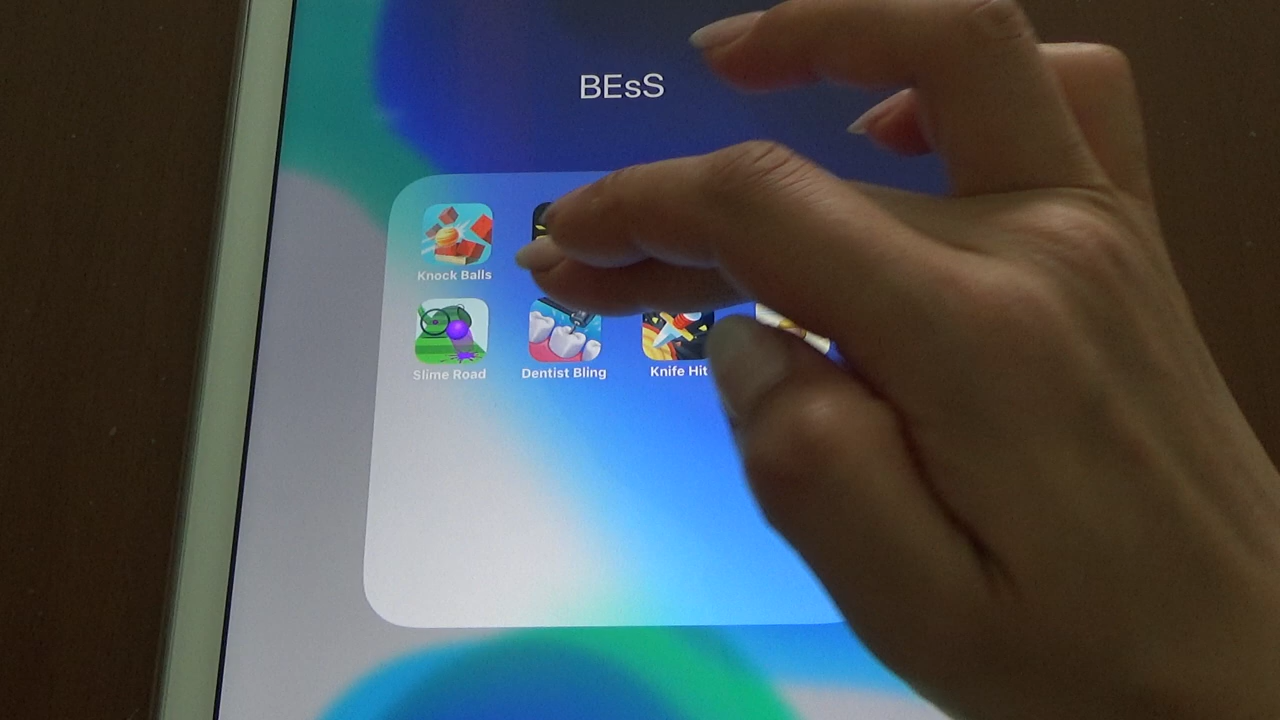 BEsS
Knock Balls
Slime Road
Dentist Bling
Knife Hit